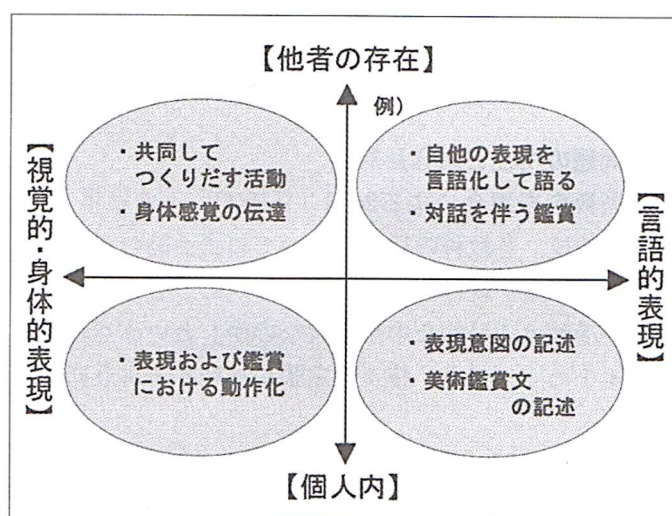 【他者の存在】
例)
・共同して
つくりだす活動
・身体感覚の伝達
・自他の表現を
言語化して語る
・対話を伴う鑑賞
【視覚的・身体的表現】
【言語的表現】
・表現および鑑賞
における動作化
・表現意図の記述
・美術鑑賞文
の記述
【個人内】